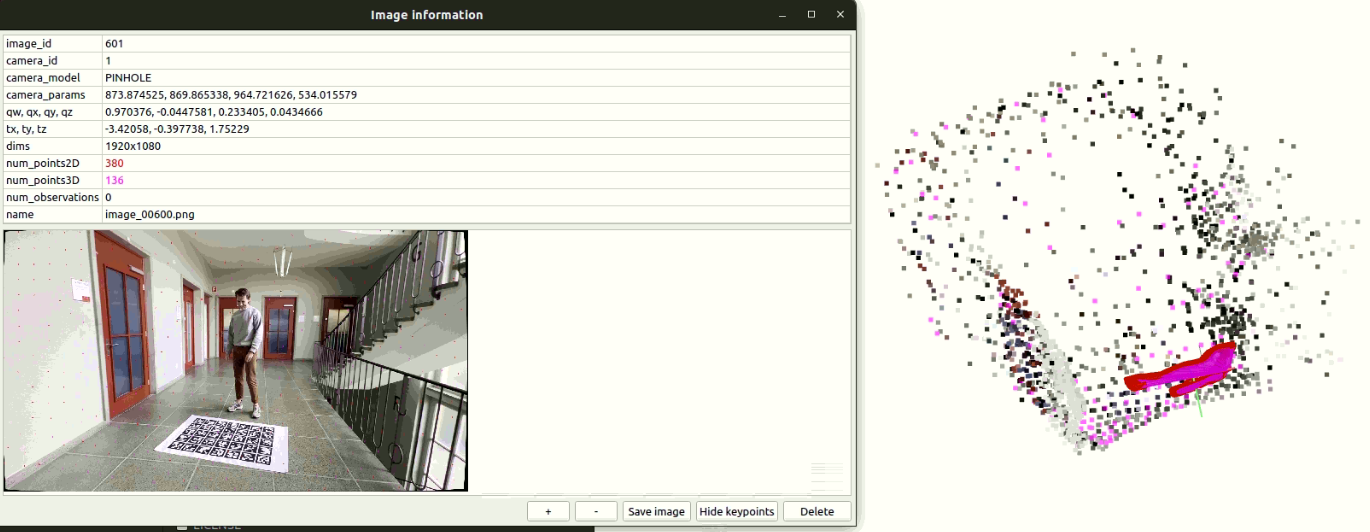 Image information
image_id 601
camera_id 1
camera_model PINHOLE
camera_params 873.874525, 869.865338, 964.721626, 534.015579
qw, qx, qy, qz 0.970376, -0.0447581, 0.233405, 0.0434666
tx, ty, tz -3.42058, -0.397738, 1.75229
dims 1920x1080
num_points2D 380
num_points3D 136
num_observations 0
name image_00600.png
+ - Save image Hide keypoints Delete